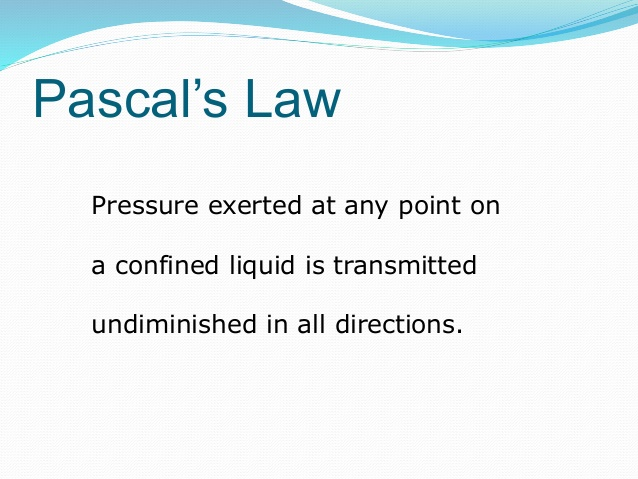 Pascal’s Law
Pressure exerted at any point on
a confined liquid is transmitted
undiminished in all directions.